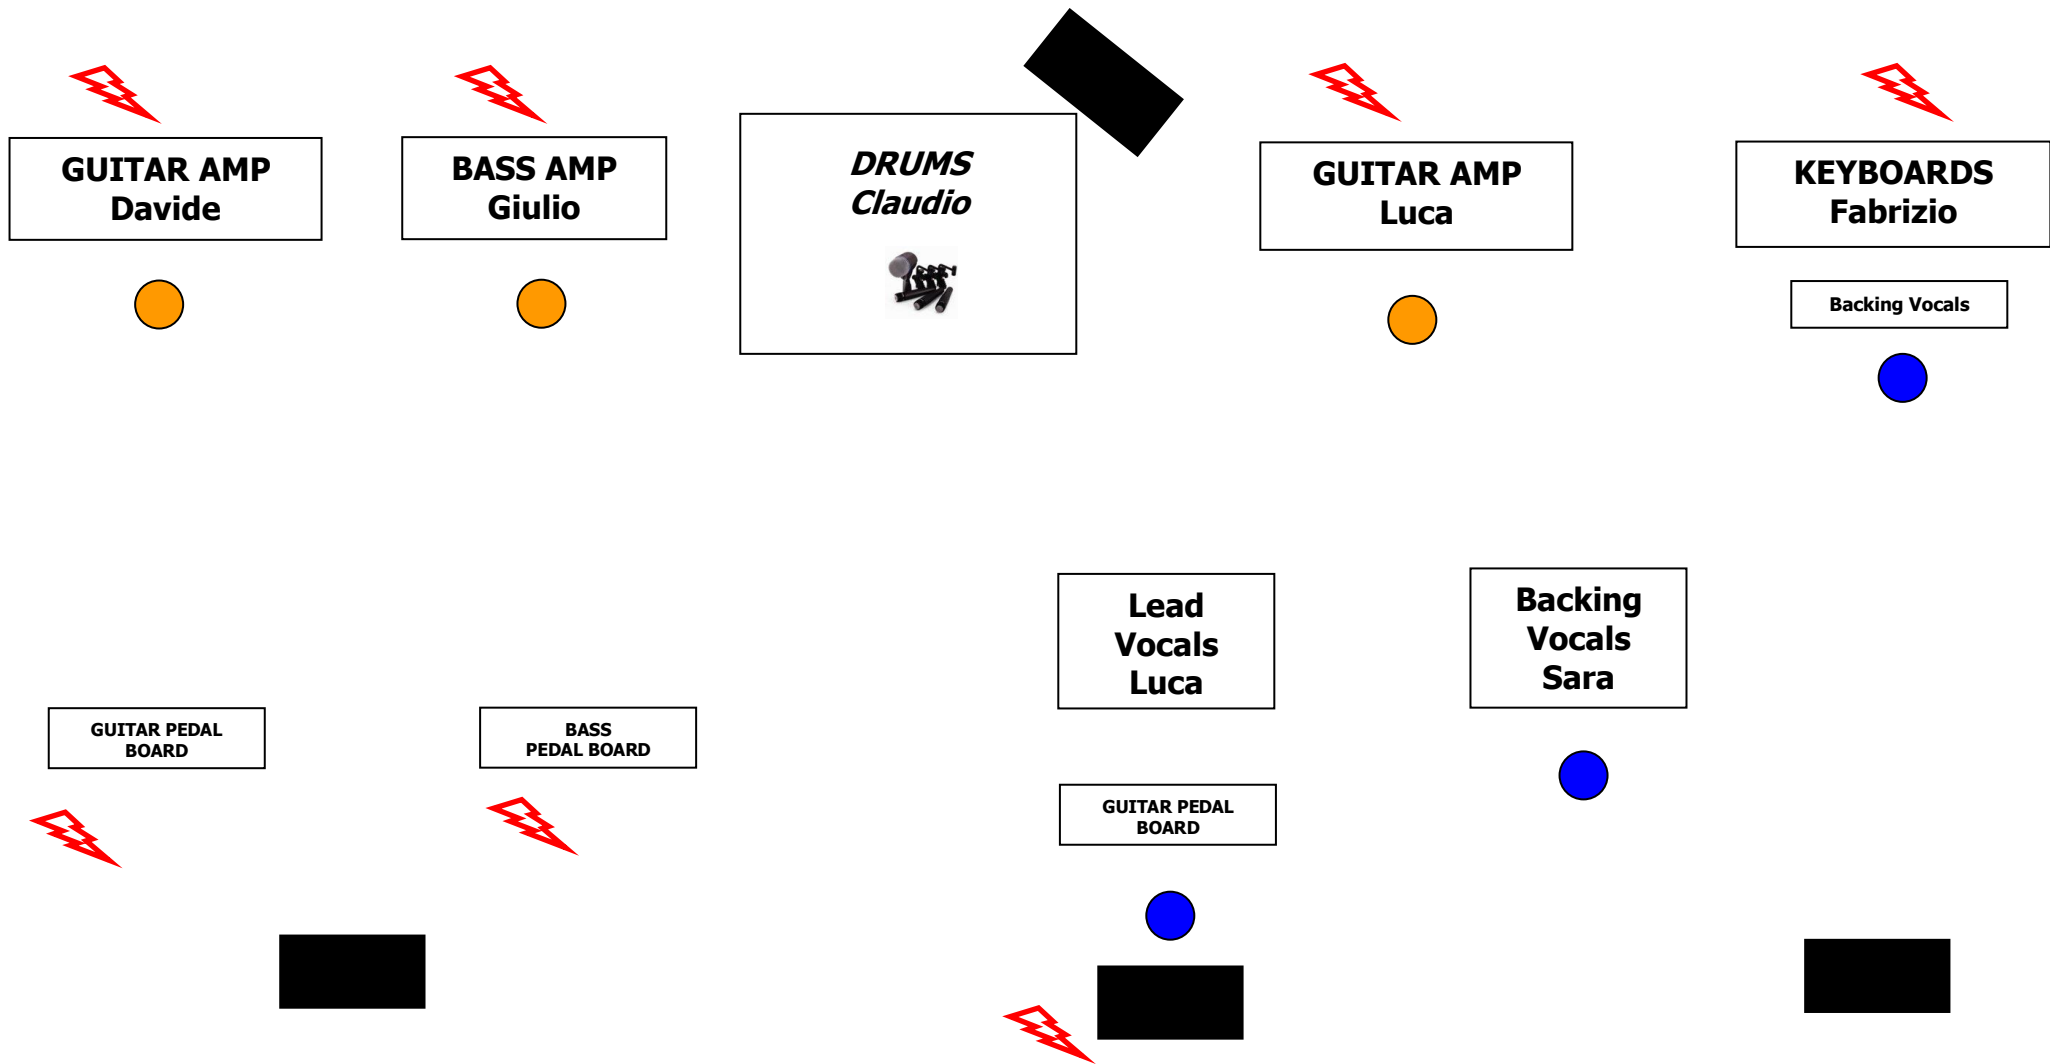 GUITAR AMP
Davide
BASS AMP
Giulio
DRUMS
Claudio
GUITAR AMP
Luca
KEYBOARDS
Fabrizio
Backing Vocals
Lead
Vocals
Luca
Backing
Vocals
Sara
GUITAR PEDAL
BOARD
BASS
PEDAL BOARD
GUITAR PEDAL
BOARD